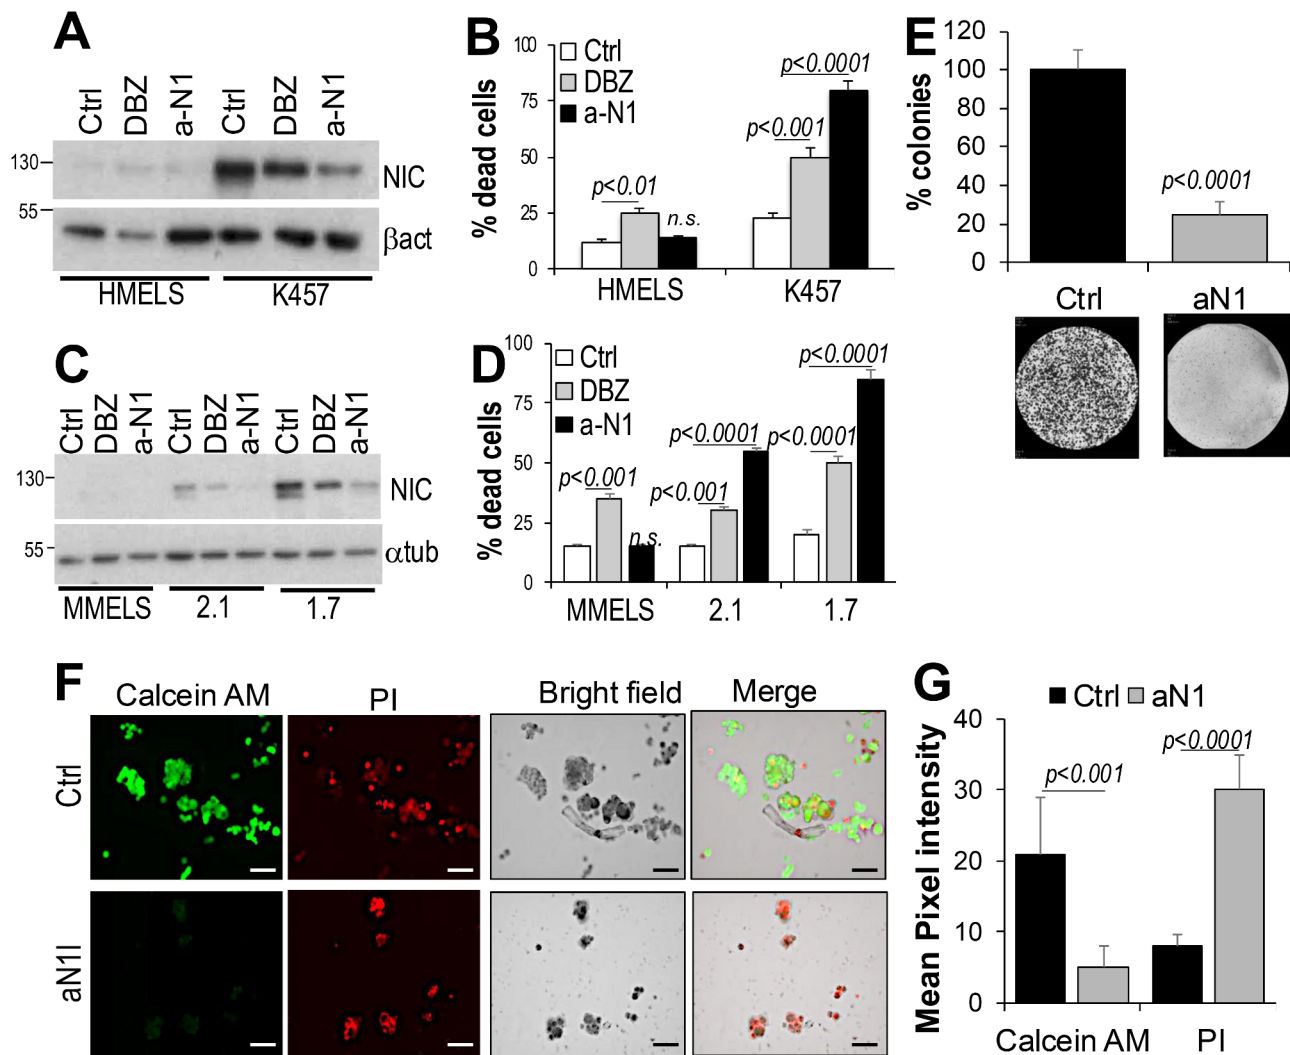 A
Ctrl
DBZ
a-N1
Ctrl
DBZ
a-N1
130
NIC
55
βact
HMELS
K457
B
100
75
50
25
0
% dead cells
Ctrl
DBZ
a-N1
p<0.01
n.s.
p<0.001
p<0.0001
HMELS
K457
E
120
100
80
60
40
20
0
% colonies
p<0.0001
Ctrl
aN1
C
Ctrl
DBZ
a-N1
Ctrl
DBZ
a-N1
Ctrl
DBZ
a-N1
130
NIC
55
αtub
MMELS
2.1
1.7
D
100
75
50
25
0
% dead cells
Ctrl
DBZ
a-N1
p<0.001
n.s.
p<0.001
p<0.0001
p<0.0001
p<0.0001
MMELS
2.1
1.7
F
Calcein AM
PI
Bright field
Merge
Ctrl
aN1I
G
Ctrl
aN1
40
30
20
10
0
Mean Pixel intensity
p<0.001
p<0.0001
Calcein AM
PI